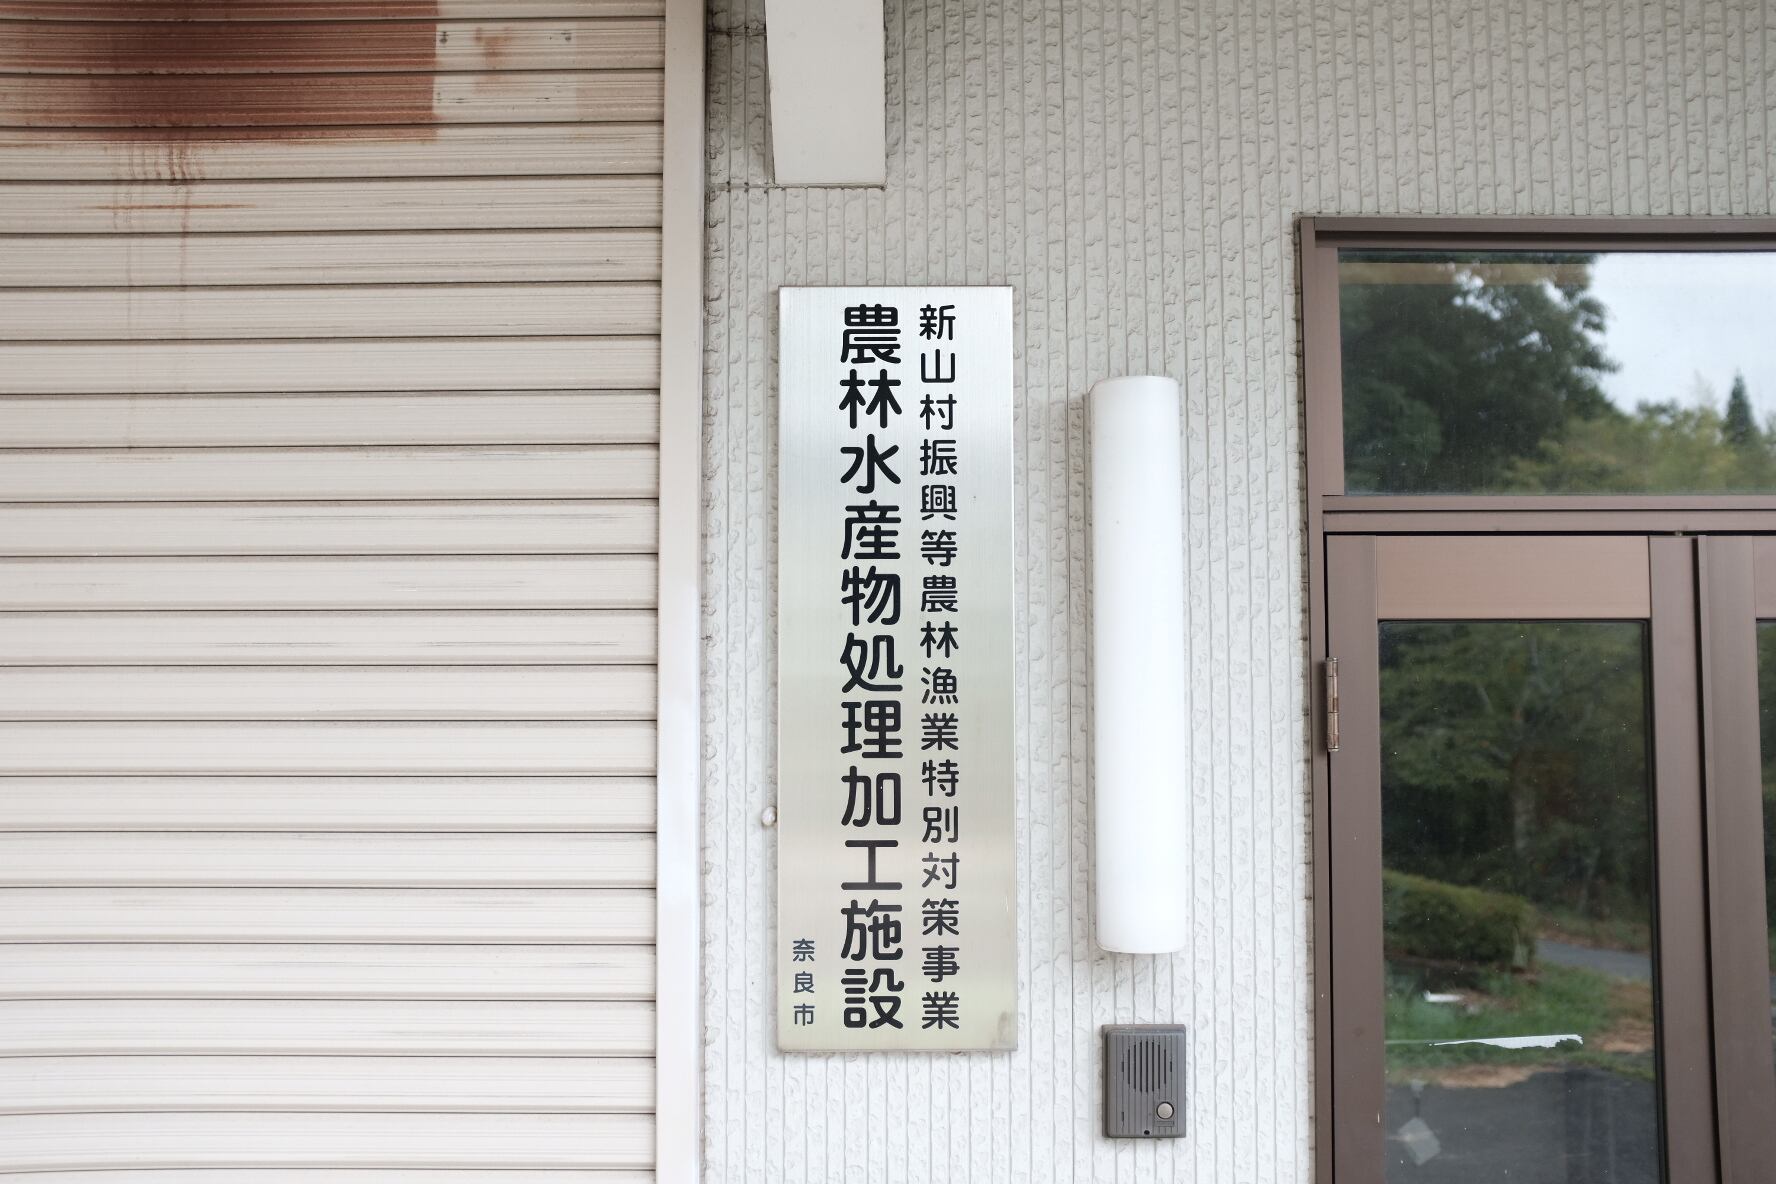 新山村振興等農林漁業特別対策事業
農林水産物処理加工施設
奈良市